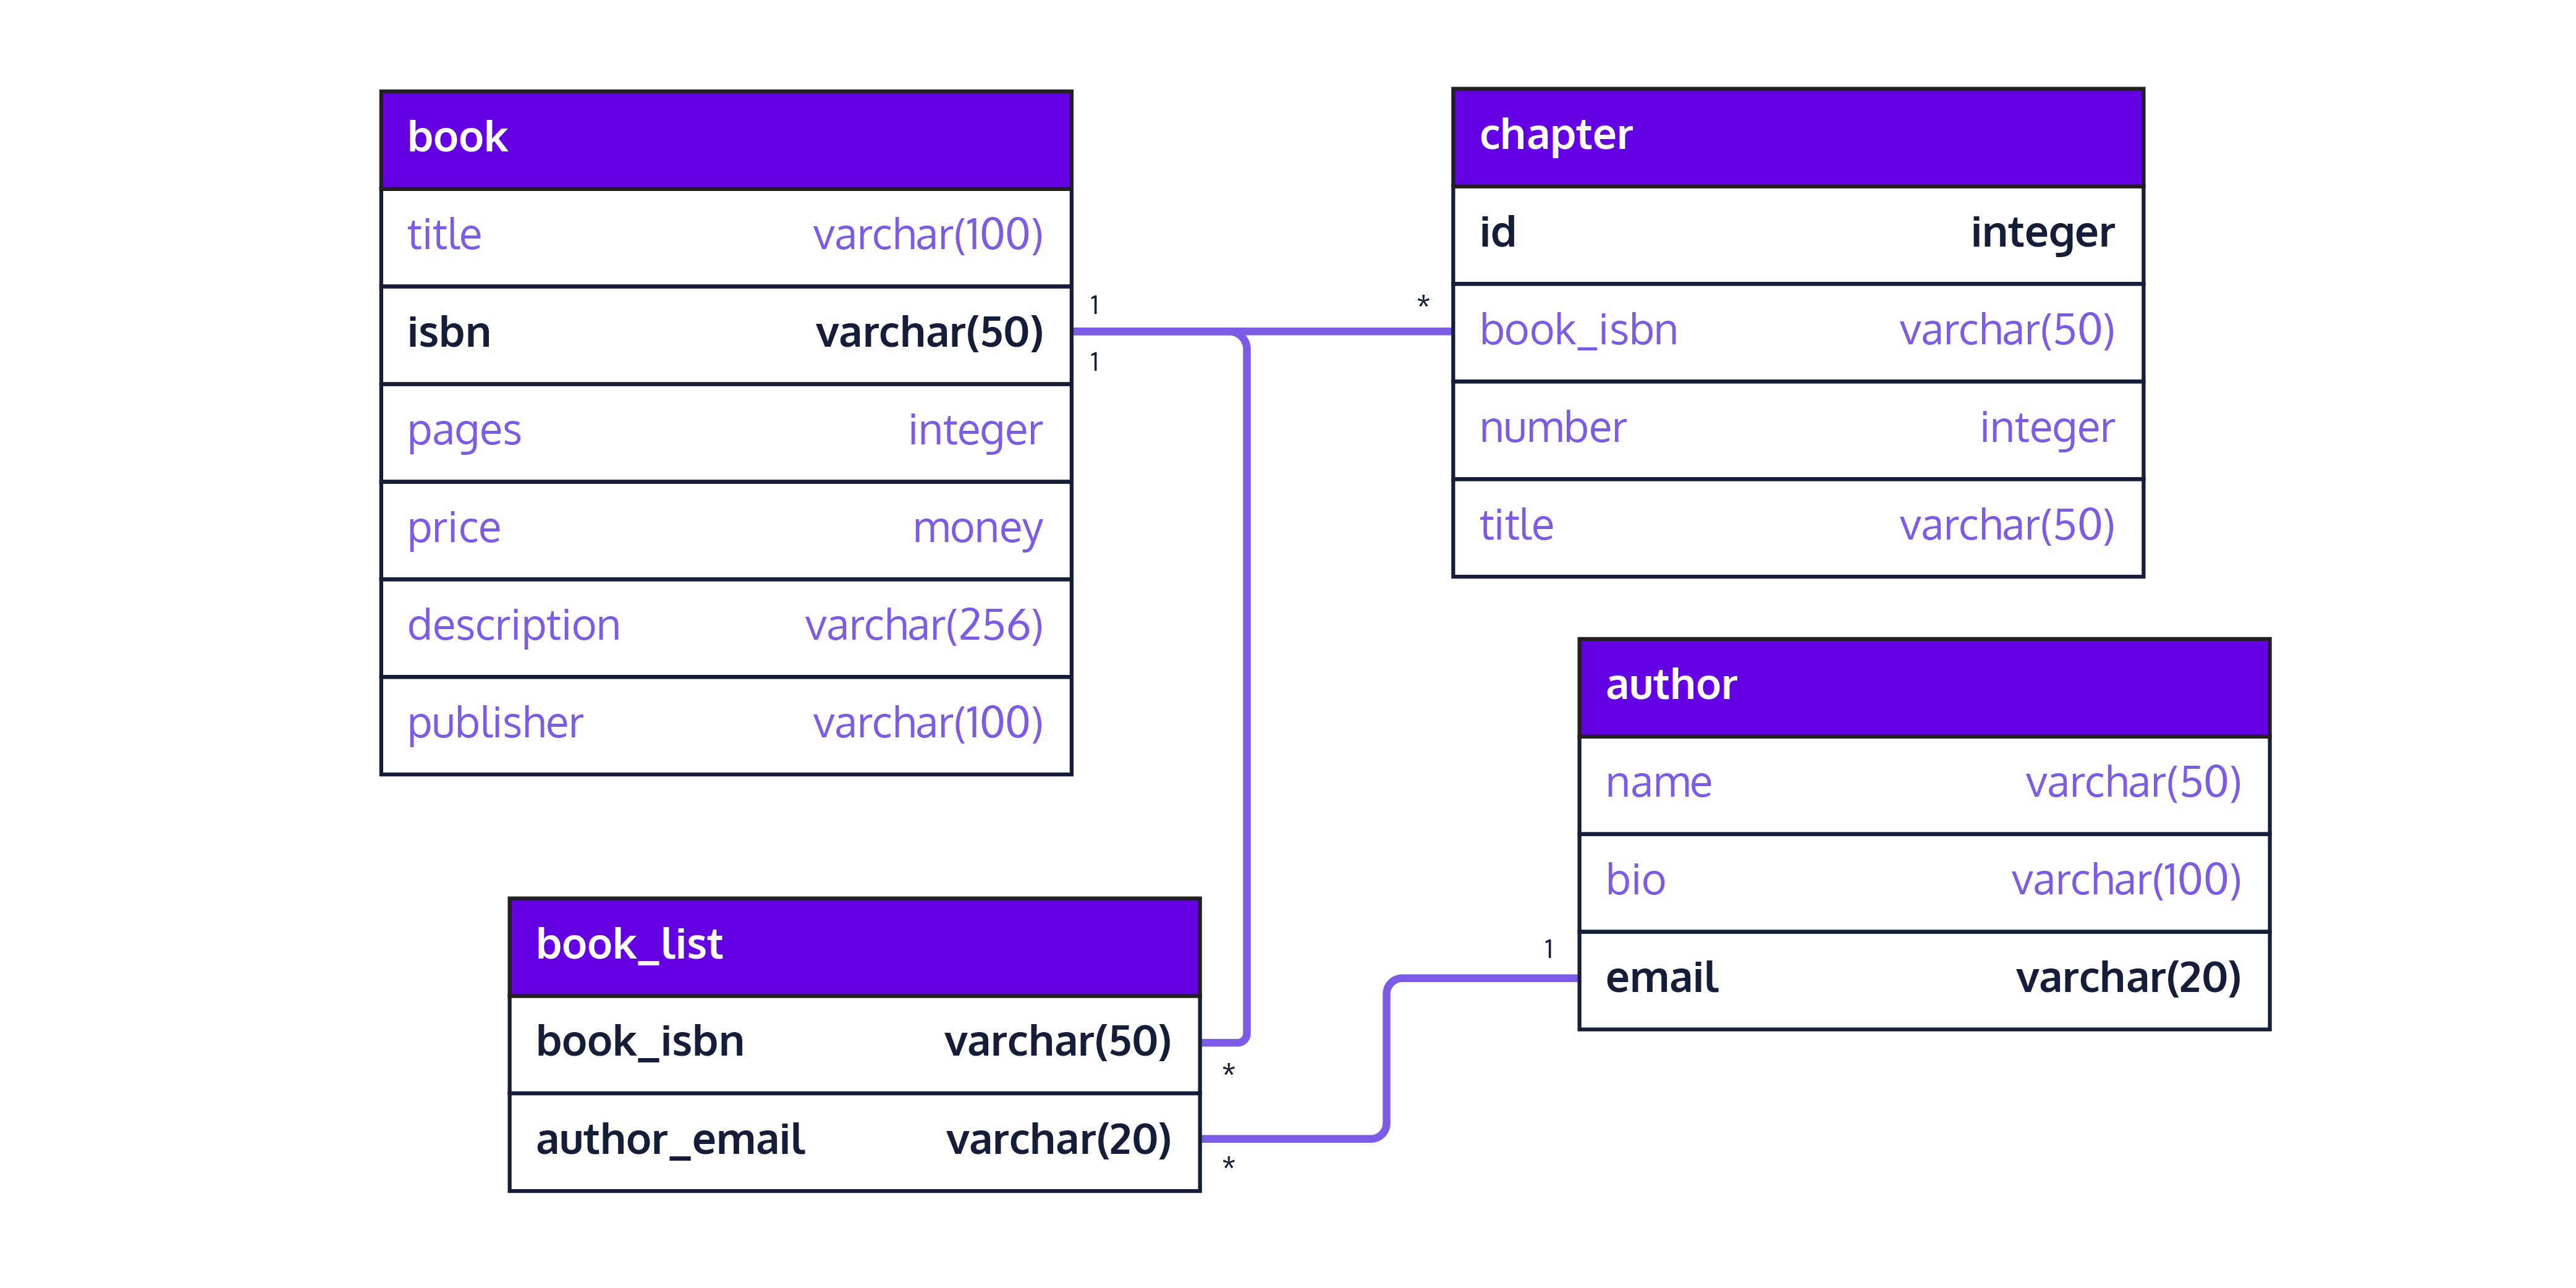 book
title varchar(100)
isbn varchar(50)
pages integer
price money
description varchar(256)
publisher varchar(100)
1
1
*
chapter
id integer
book_isbn varchar(50)
number integer
title varchar(50)
author
name varchar(50)
bio varchar(100)
email varchar(20)
1
book_list
book_isbn varchar(50)
author_email varchar(20)
*
*